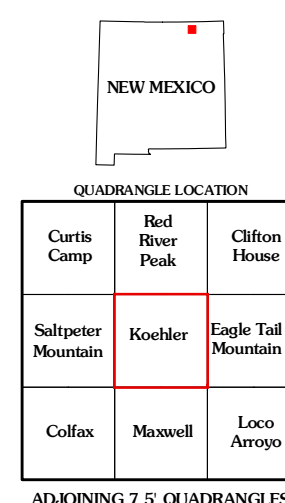 NEW MEXICO
QUADRANGLE LOCATION
Curtis
Camp
Red
River
Peak
Clifton
House
Saltpeter
Mountain
Koehler
Eagle Tail
Mountain
Colfax
Maxwell
Loco
Arroyo
ADJOINING 7.5' QUADRANGLES